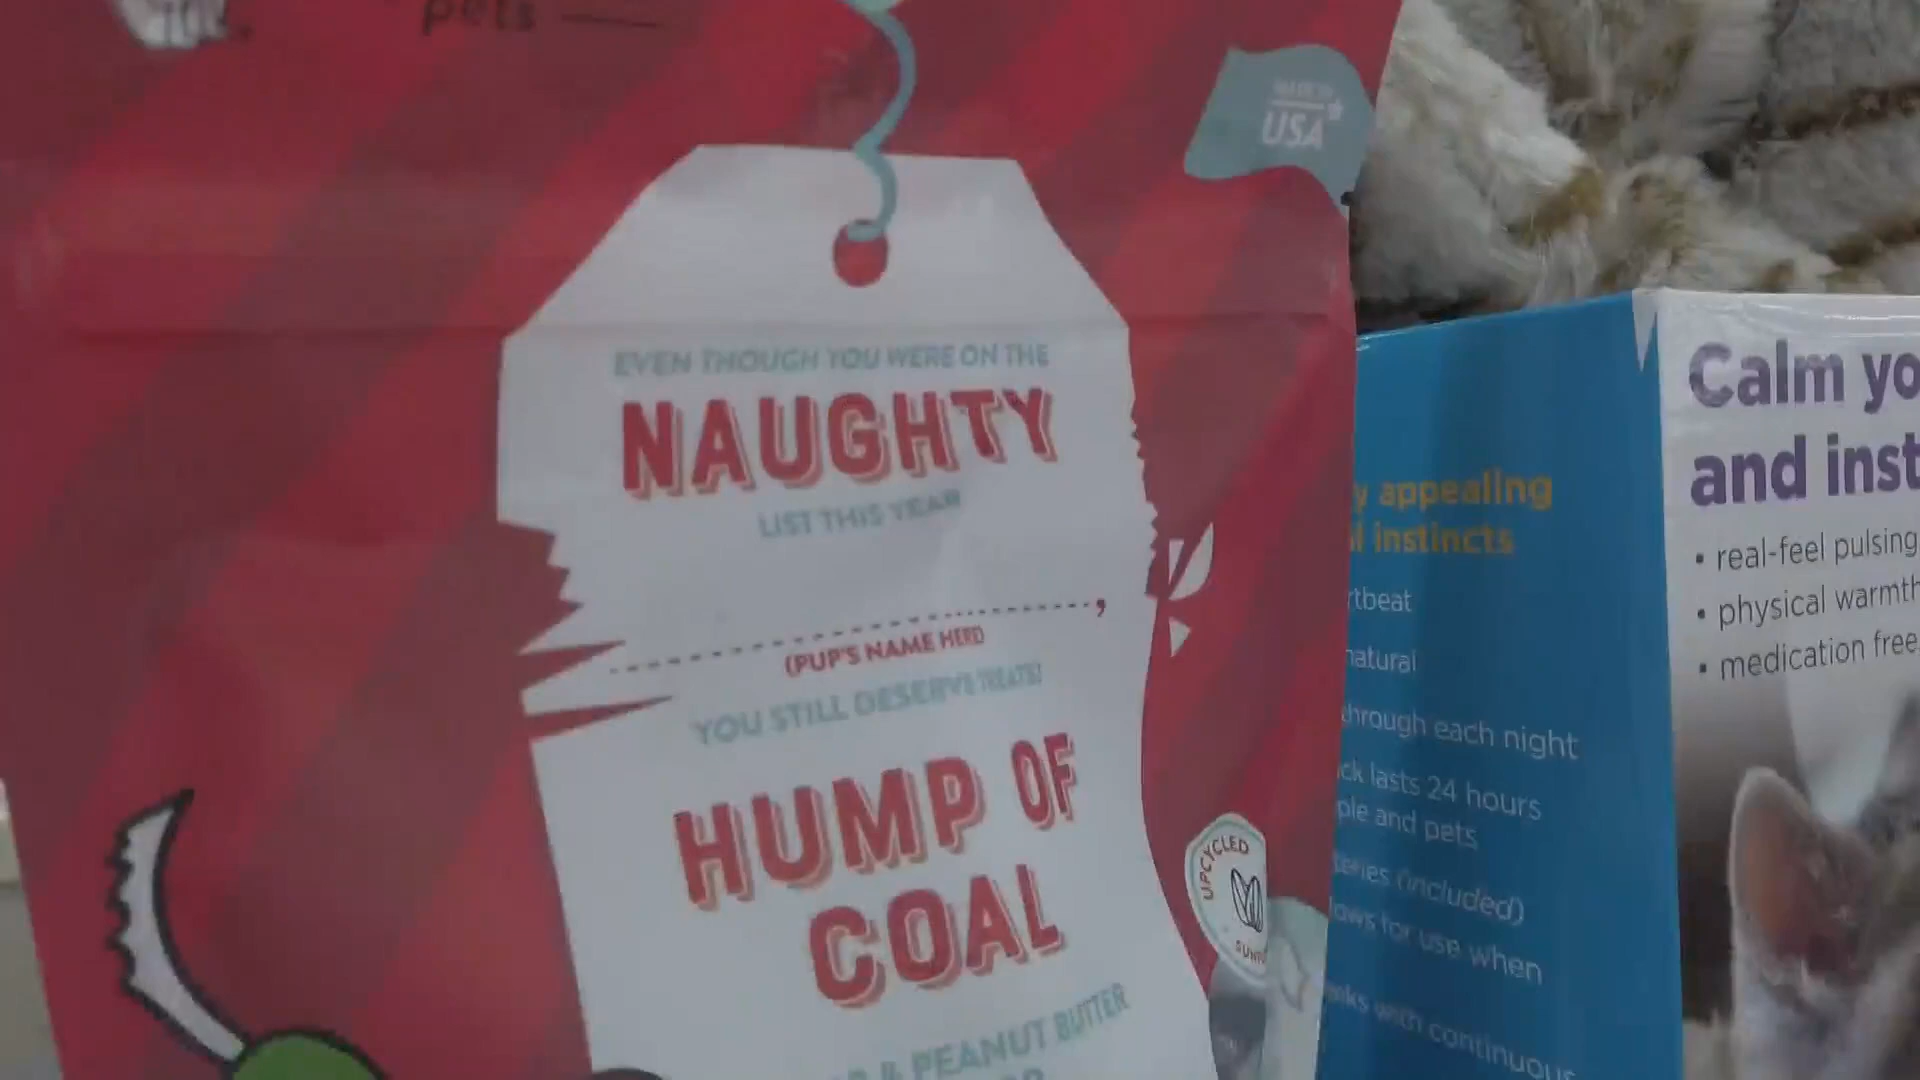 pets
MADE IN
USA
EVEN THOUGH YOU WERE ON THE
NAUGHTY
LIST THIS YEAR
,
(PUP'S NAME HERE)
YOU STILL DESERVE TREATS!
HUMP OF
COAL
& PEANUT BUTTER
UPCYCLED
Calm yo
and inst
• real-feel pulsing
• physical warmth
• medication free
y appealing
l instincts
rtbeat
natural
through each night
ck lasts 24 hours
ple and pets
teries (included)
lows for use when
eks with continuous